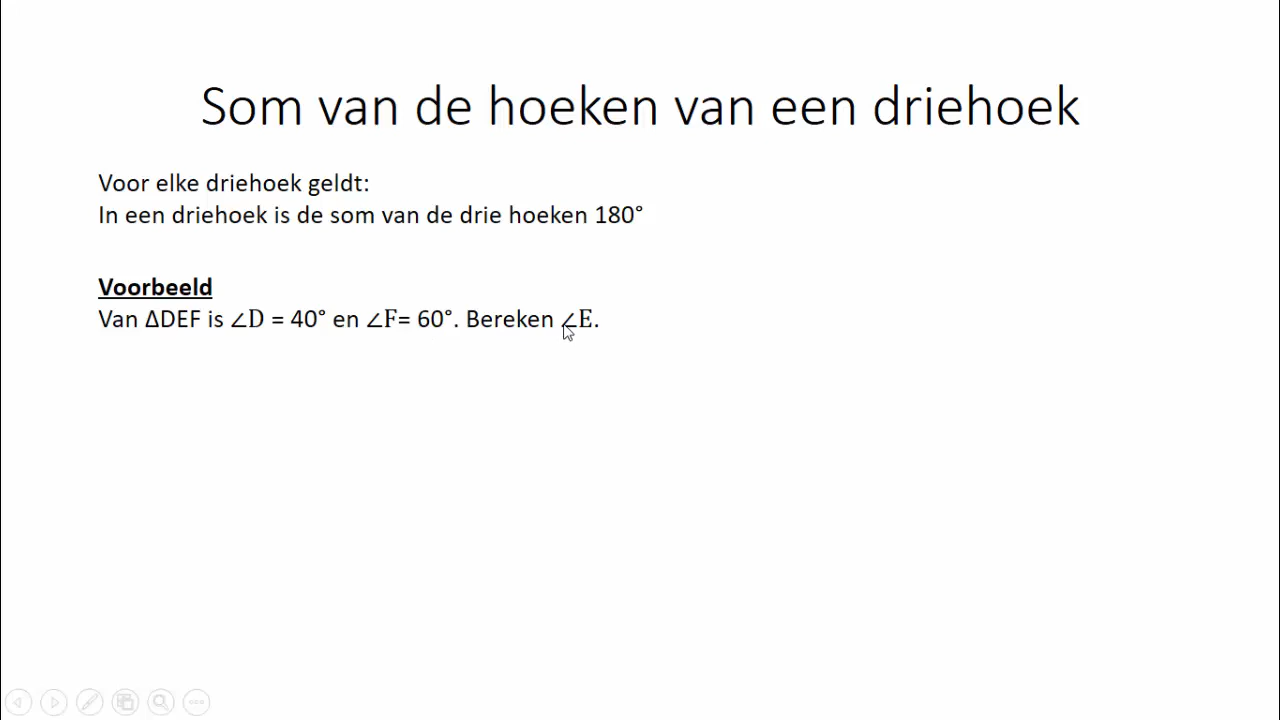 Som van de hoeken van een driehoek
Voor elke driehoek geldt:
In een driehoek is de som van de drie hoeken 180°
Voorbeeld
Van ΔDEF is ∠D = 40° en ∠F= 60°. Bereken ∠E.